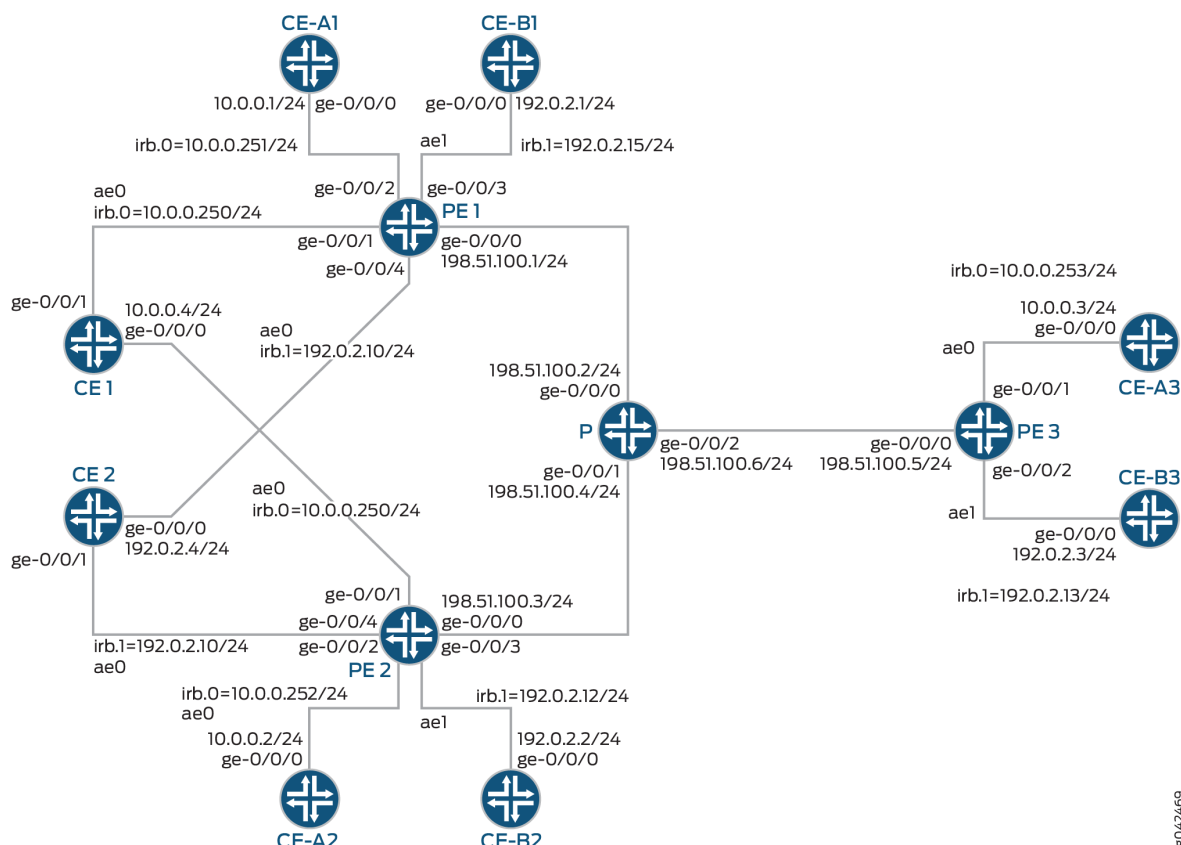 CE-A1
CE-B1
10.0.0.1/24 ge-0/0/0
ge-0/0/0 192.0.2.1/24
irb.0=10.0.0.251/24
ae1
irb.1=192.0.2.15/24
ge-0/0/2
ge-0/0/3
ae0
irb.0=10.0.0.250/24
PE 1
ge-0/0/1
ge-0/0/0
ge-0/0/4
198.51.100.1/24
irb.0=10.0.0.253/24
ge-0/0/1
10.0.0.4/24
ge-0/0/0
10.0.0.3/24
ge-0/0/0
ae0
irb.1=192.0.2.10/24
ae0
CE 1
198.51.100.2/24
ge-0/0/0
ge-0/0/1
CE-A3
P
ge-0/0/2
198.51.100.6/24
ge-0/0/0
198.51.100.5/24
PE 3
CE 2
ge-0/0/1
198.51.100.4/24
ge-0/0/2
CE-B3
ae0
irb.0=10.0.0.250/24
ge-0/0/0
192.0.2.4/24
ge-0/0/1
ae1
ge-0/0/0
192.0.2.3/24
irb.1=192.0.2.13/24
ge-0/0/1
198.51.100.3/24
ge-0/0/4
ge-0/0/0
irb.1=192.0.2.10/24
ae0
ge-0/0/2
ge-0/0/3
PE 2
irb.0=10.0.0.252/24
ae0
irb.1=192.0.2.12/24
ae1
10.0.0.2/24
ge-0/0/0
192.0.2.2/24
ge-0/0/0
CE-A2
CE-B2
g042469